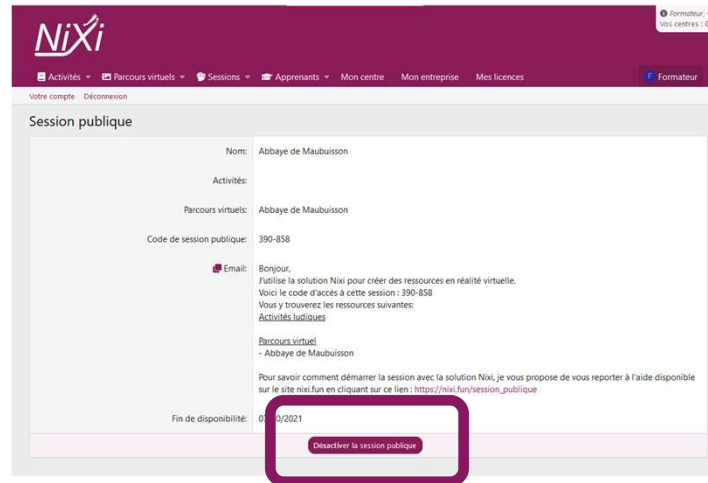 NiXi
Formateur,
Vos centres :
Activités Parcours virtuels Sessions Apprenants Mon centre Mon entreprise Mes licences F Formateur
Votre compte Déconnexion
Session publique
Nom: Abbaye de Maubuisson
Activités:
Parcours virtuels: Abbaye de Maubuisson
Code de session publique: 390-858
Email: Bonjour,
J'utilise la solution Nixi pour créer des ressources en réalité virtuelle.
Voici le code d'accès à cette session : 390-858
Vous y trouverez les ressources suivantes:
Activités ludiques
Parcours virtuel
- Abbaye de Maubuisson
Pour savoir comment démarrer la session avec la solution Nixi, je vous propose de vous reporter à l'aide disponible
sur le site nixi.fun en cliquant sur ce lien : https://nixi.fun/session_publique
Fin de disponibilité: 0/2021
Désactiver la session publique